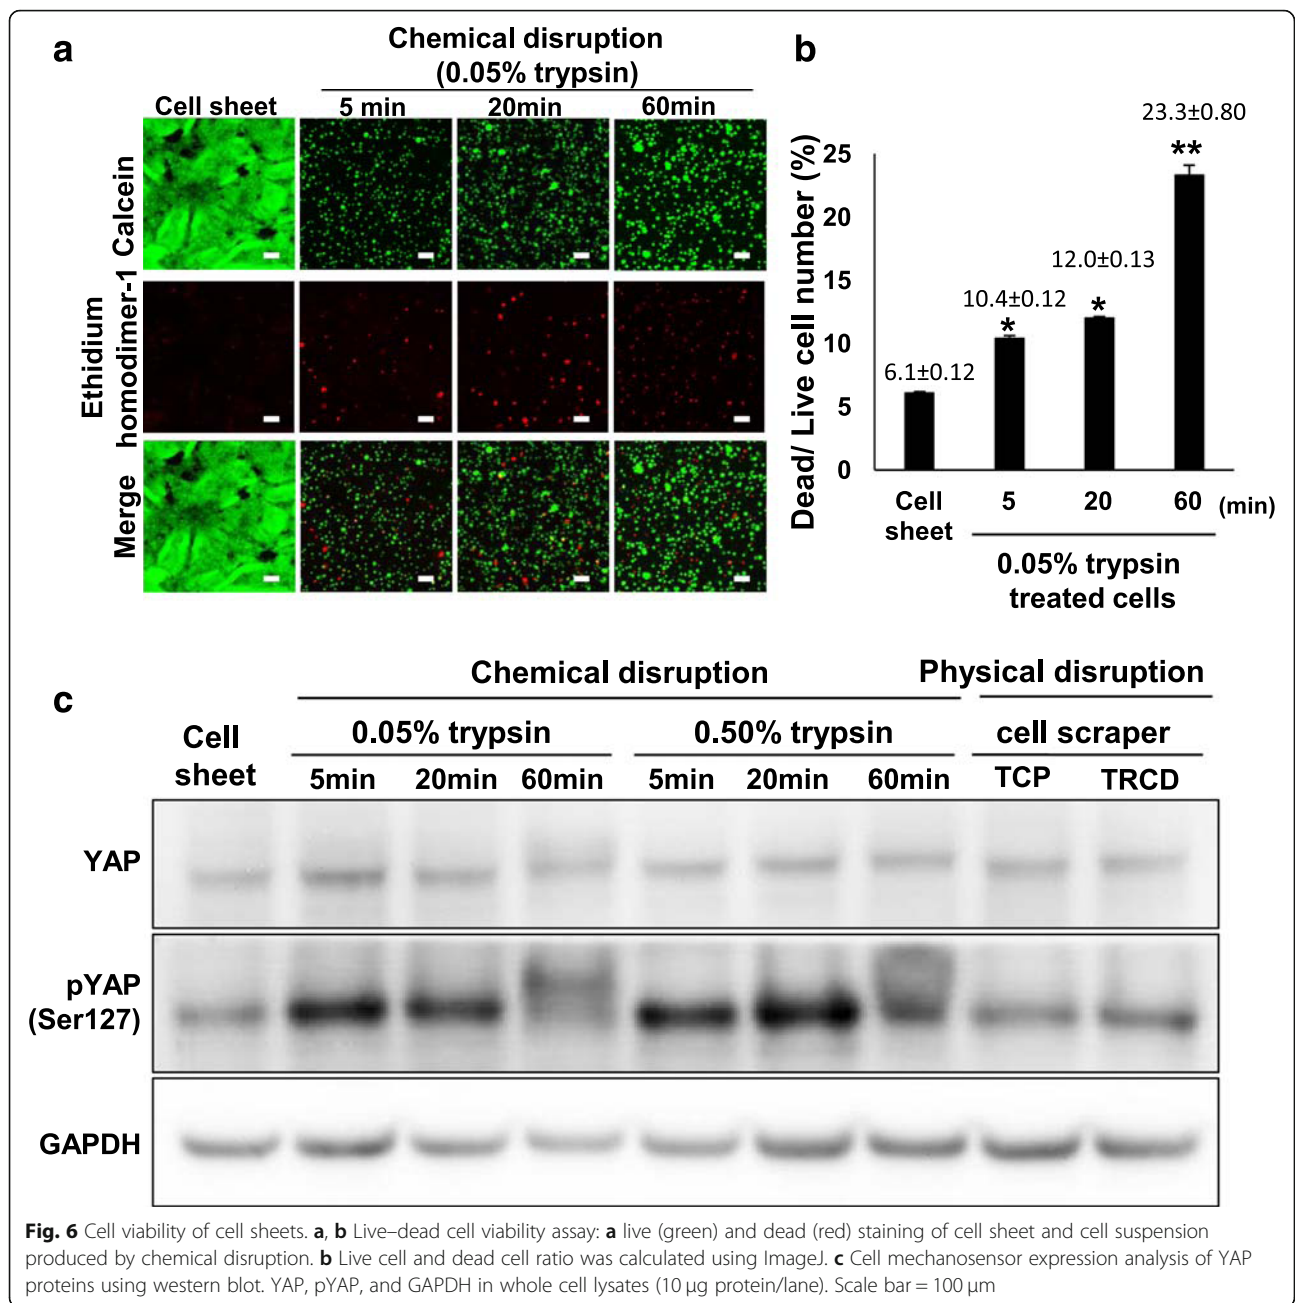 a
Chemical disruption
(0.05% trypsin)
Cell sheet 5 min 20min 60min
Calcein
Ethidium
homodimer-1
Merge
b
Dead/ Live cell number (%)
25
20
15
10
5
0
6.1±0.12
10.4±0.12
*
12.0±0.13
*
23.3±0.80
**
Cell
sheet
5 20 60 (min)
0.05% trypsin
treated cells
c
Chemical disruption Physical disruption
Cell
sheet
0.05% trypsin 0.50% trypsin cell scraper
5min 20min 60min 5min 20min 60min TCP TRCD
YAP
pYAP
(Ser127)
GAPDH
Fig. 6 Cell viability of cell sheets. a, b Live–dead cell viability assay: a live (green) and dead (red) staining of cell sheet and cell suspension
produced by chemical disruption. b Live cell and dead cell ratio was calculated using ImageJ. c Cell mechanosensor expression analysis of YAP
proteins using western blot. YAP, pYAP, and GAPDH in whole cell lysates (10 μg protein/lane). Scale bar = 100 μm